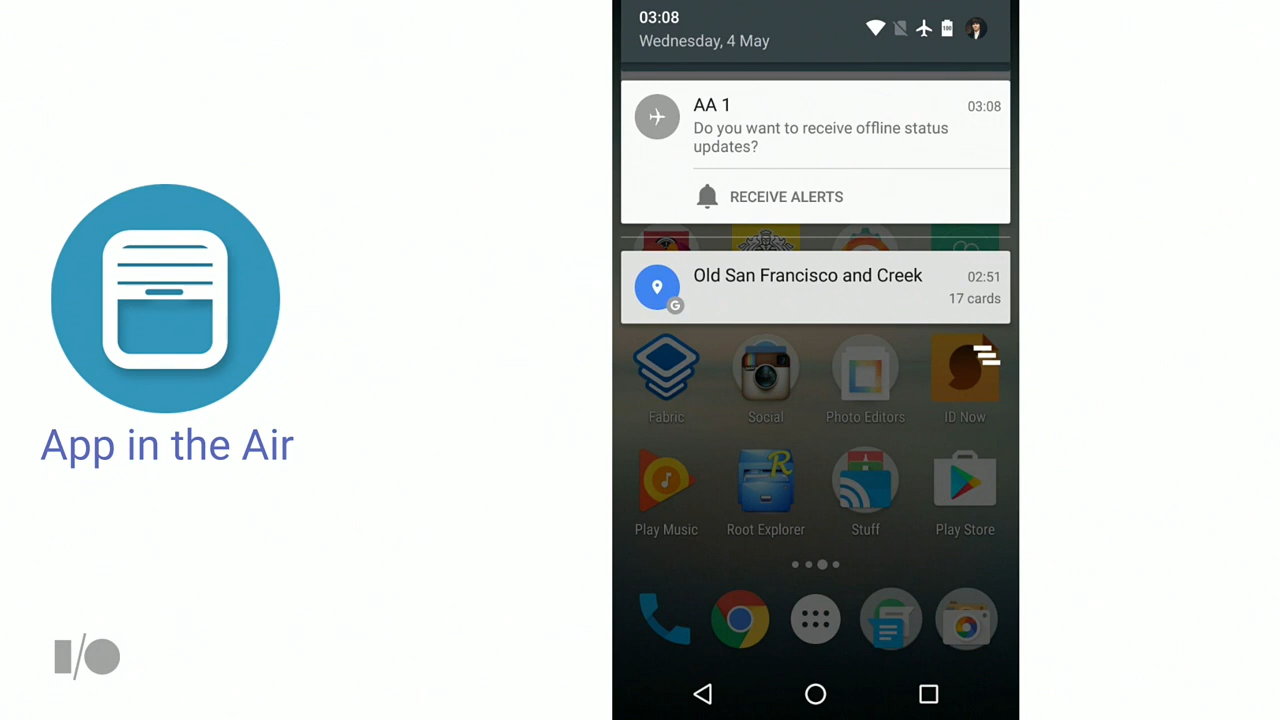 App in the Air
I/O
03:08
Wednesday, 4 May
100
AA 1
03:08
Do you want to receive offline status
updates?
RECEIVE ALERTS
Old San Francisco and Creek
02:51
G
17 cards
Fabric
Social
Photo Editors
ID Now
R
Play Music
Root Explorer
Stuff
Play Store